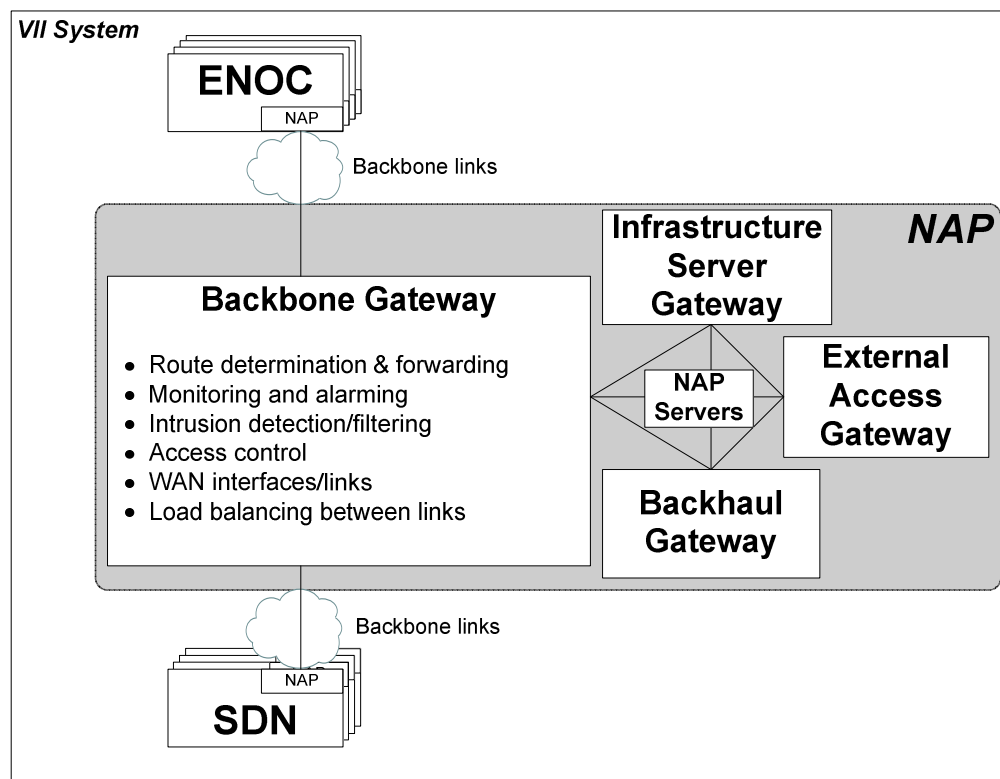 VII System
ENOC
NAP
Backbone links
NAP
Infrastructure
Server
Gateway
Backbone Gateway
• Route determination & forwarding
• Monitoring and alarming
• Intrusion detection/filtering
• Access control
• WAN interfaces/links
• Load balancing between links
NAP
Servers
External
Access
Gateway
Backhaul
Gateway
Backbone links
NAP
SDN